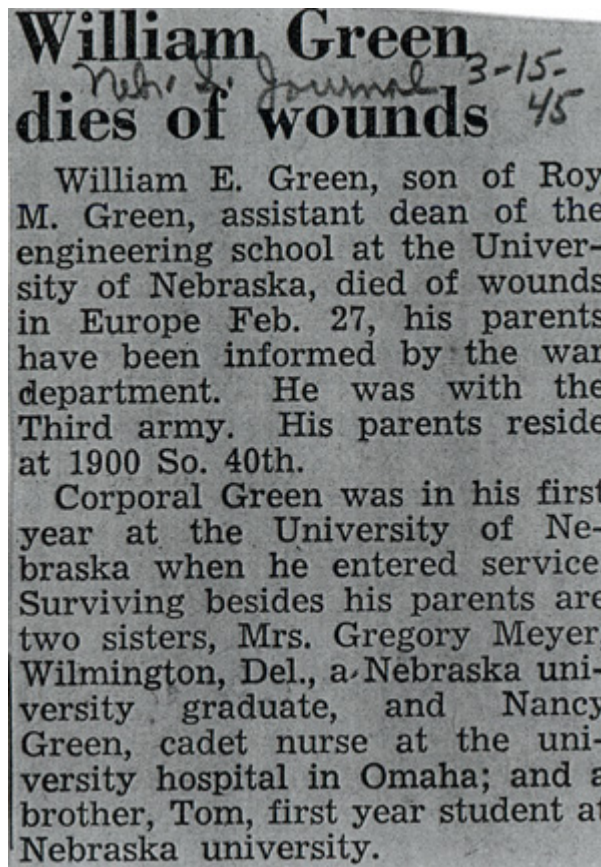 William Green
Nebr. S. Journal 3-15-
45
dies of wounds
William E. Green, son of Roy
M. Green, assistant dean of the
engineering school at the Univer-
sity of Nebraska, died of wounds
in Europe Feb. 27, his parents
have been informed by the war
department. He was with the
Third army. His parents reside
at 1900 So. 40th.
Corporal Green was in his first
year at the University of Ne-
braska when he entered service.
Surviving besides his parents are
two sisters, Mrs. Gregory Meyer,
Wilmington, Del., a Nebraska uni-
versity graduate, and Nancy
Green, cadet nurse at the uni-
versity hospital in Omaha; and a
brother, Tom, first year student at
Nebraska university.